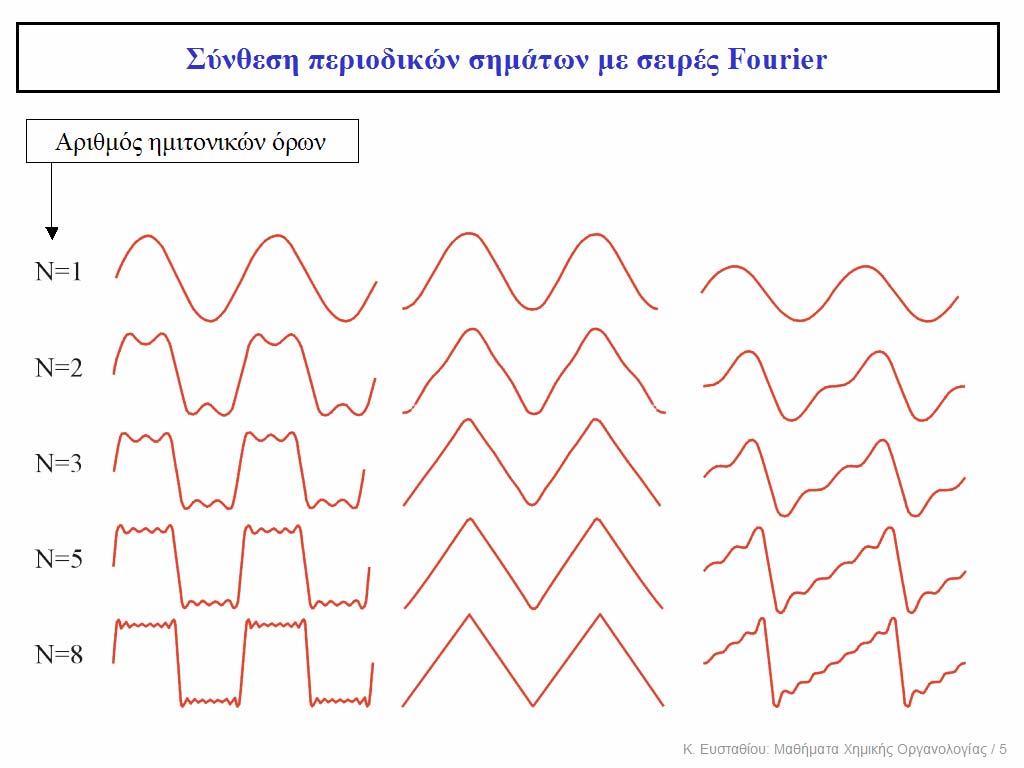 Σύνθεση περιοδικών σημάτων με σειρές Fourier
Αριθμός ημιτονικών όρων
N=1
N=2
N=3
N=5
N=8
Κ. Ευσταθίου: Μαθήματα Χημικής Οργανολογίας / 5